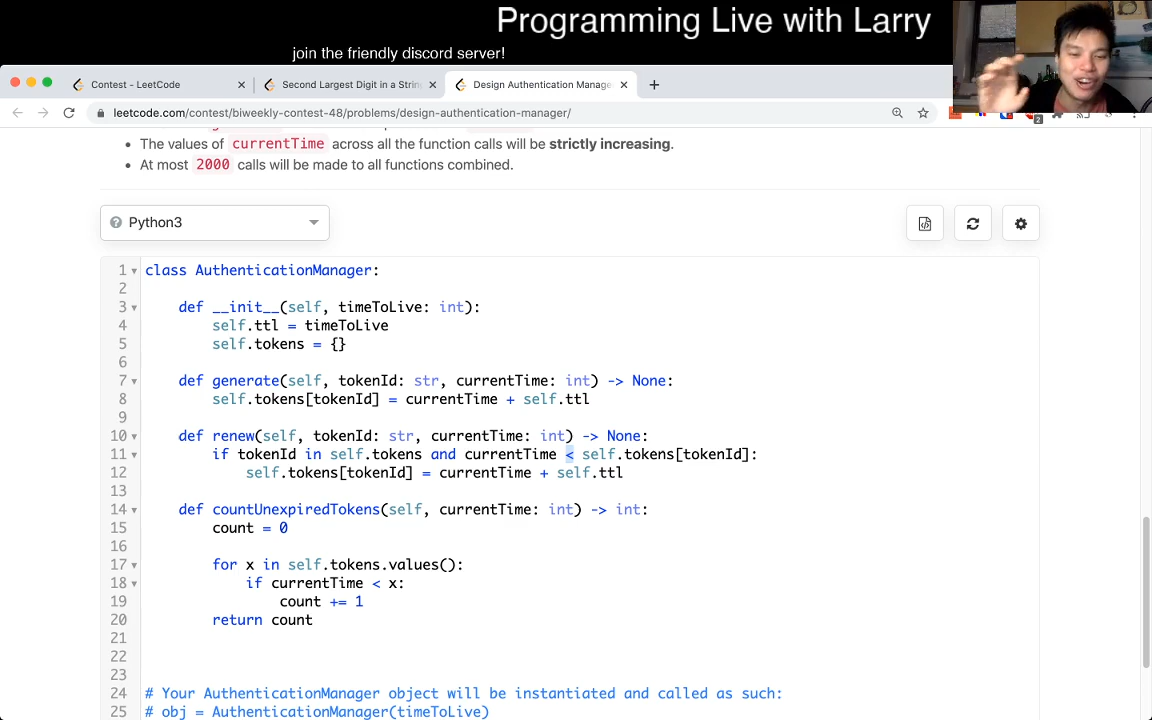 Programming Live with Larry
join the friendly discord server!
Contest - LeetCode
Second Largest Digit in a Strin
Design Authentication Manage
leetcode.com/contest/biweekly-contest-48/problems/design-authentication-manager/
2
The values of currentTime across all the function calls will be strictly increasing.
At most 2000 calls will be made to all functions combined.
Python3
1 class AuthenticationManager:
2
3     def __init__(self, timeToLive: int):
4         self.ttl = timeToLive
5         self.tokens = {}
6
7     def generate(self, tokenId: str, currentTime: int) -> None:
8         self.tokens[tokenId] = currentTime + self.ttl
9
10     def renew(self, tokenId: str, currentTime: int) -> None:
11         if tokenId in self.tokens and currentTime < self.tokens[tokenId]:
12             self.tokens[tokenId] = currentTime + self.ttl
13
14     def countUnexpiredTokens(self, currentTime: int) -> int:
15         count = 0
16
17         for x in self.tokens.values():
18             if currentTime < x:
19                 count += 1
20         return count
21
22
23
24 # Your AuthenticationManager object will be instantiated and called as such:
25 # obj = AuthenticationManager(timeToLive)